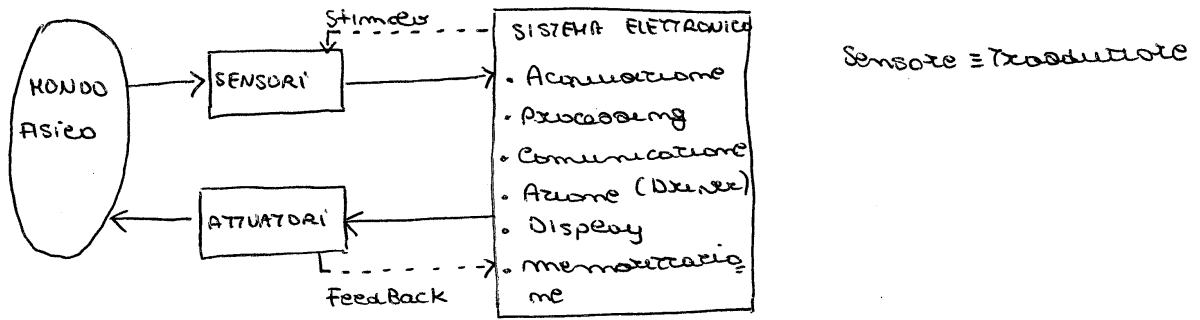 Stimolo
SISTEMA ELETTRONICO
Sensore ≡ Trasduttore
MONDO
FISICO
SENSORI
• Acquisizione
• Processing
• Comunicazione
• Azione (Driver)
ATTUATORI
• Display
• Memorizzazio
ne
FeedBack